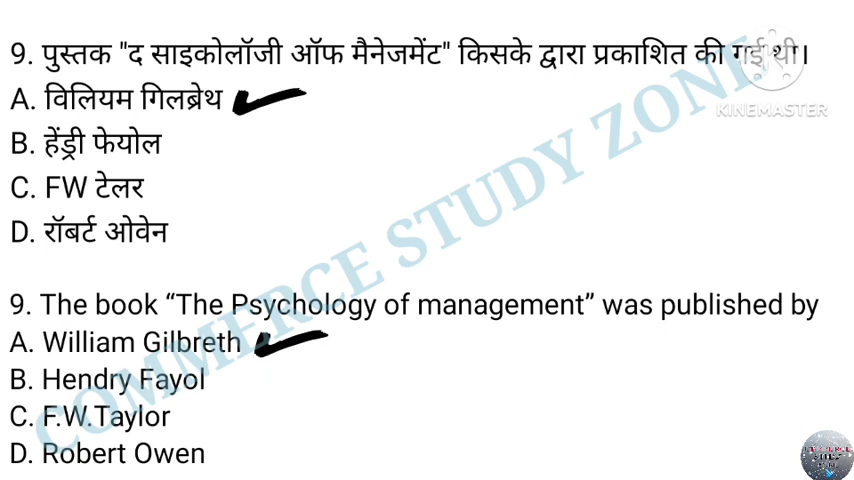 9. पुस्तक "द साइकोलॉजी ऑफ मैनेजमेंट" किसके द्वारा प्रकाशित की गई थी।
A. विलियम गिलब्रेथ
B. हेंड्री फेयोल
C. FW टेलर
D. रॉबर्ट ओवेन
KINEMASTER
COMMERCE STUDY ZONE
9. The book “The Psychology of management” was published by
A. William Gilbreth
B. Hendry Fayol
C. F.W.Taylor
D. Robert Owen